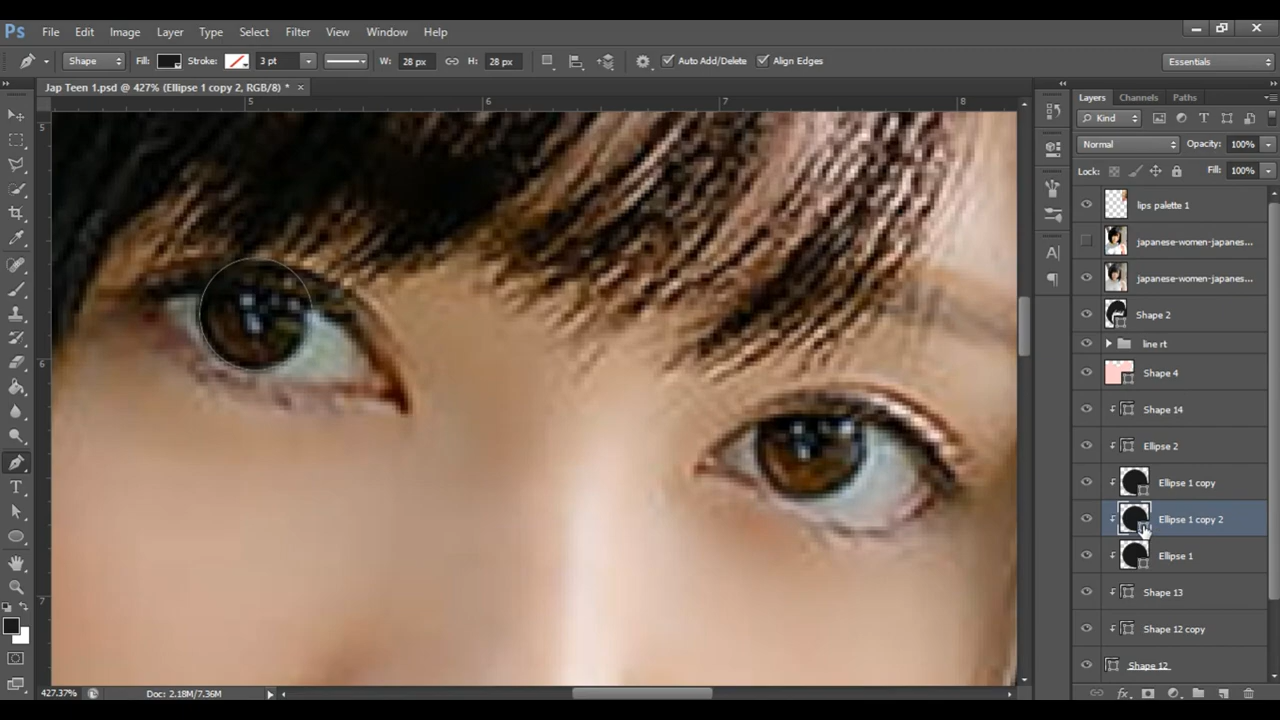 Ps File Edit Image Layer Type Select Filter View Window Help
Shape Fill: Stroke: 3 pt W: 28 px H: 28 px Auto Add/Delete Align Edges Essentials
Jap Teen 1.psd @ 427% (Ellipse 1 copy 2, RGB/8) * ×
5 6 7 8
5
6
7
Layers Channels Paths
Kind
Normal Opacity: 100%
Lock: Fill: 100%
lips palette 1
japanese-women-japanes...
japanese-women-japanes...
Shape 2
line rt
Shape 4
Shape 14
Ellipse 2
Ellipse 1 copy
Ellipse 1 copy 2
Ellipse 1
Shape 13
Shape 12 copy
Shape 12
fx
427.37% Doc: 2.18M/7.36M